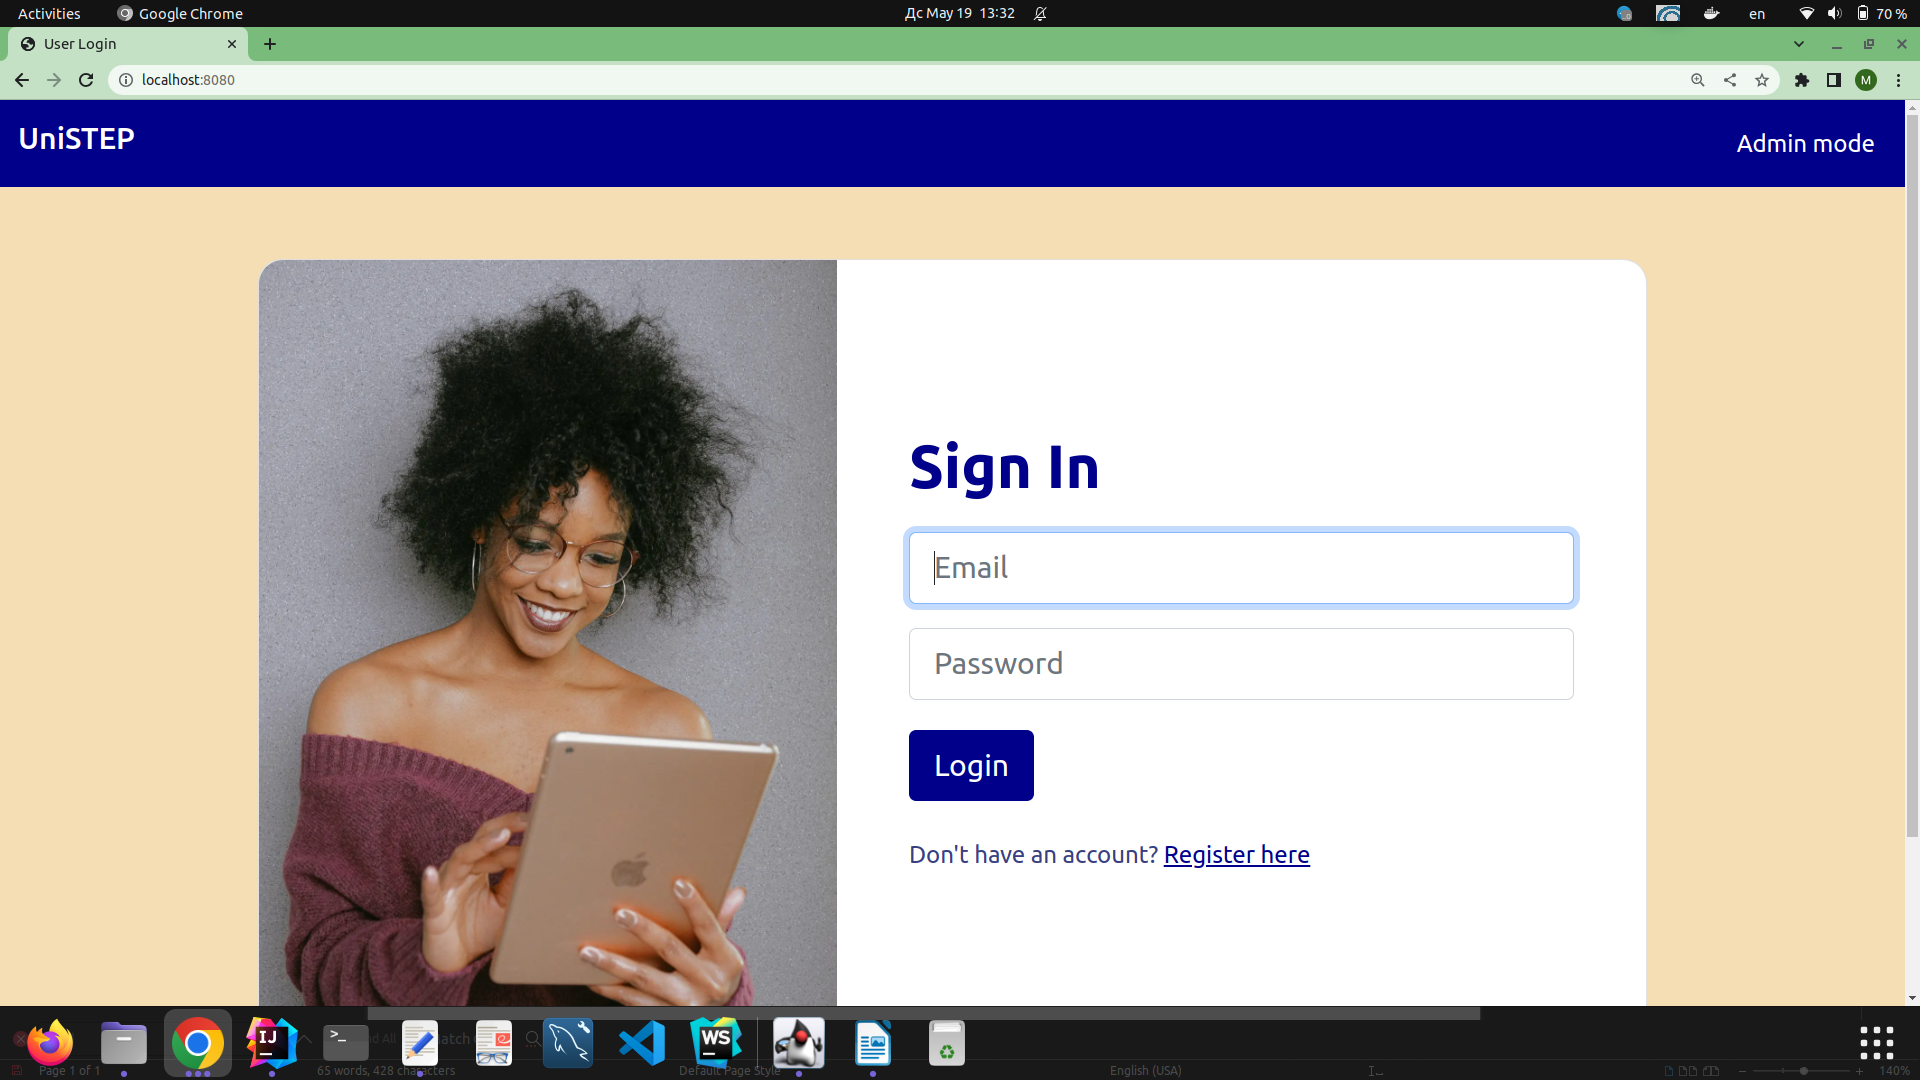 Activities Google Chrome Дс May 19 13:32 en 70 %
User Login
localhost:8080 M
UniSTEP Admin mode
Sign In
Email
Password
Login
Don't have an account? Register here
IJ >_ WS
Page 1 of 1 65 words, 428 characters Default Page Style English (USA) 140%